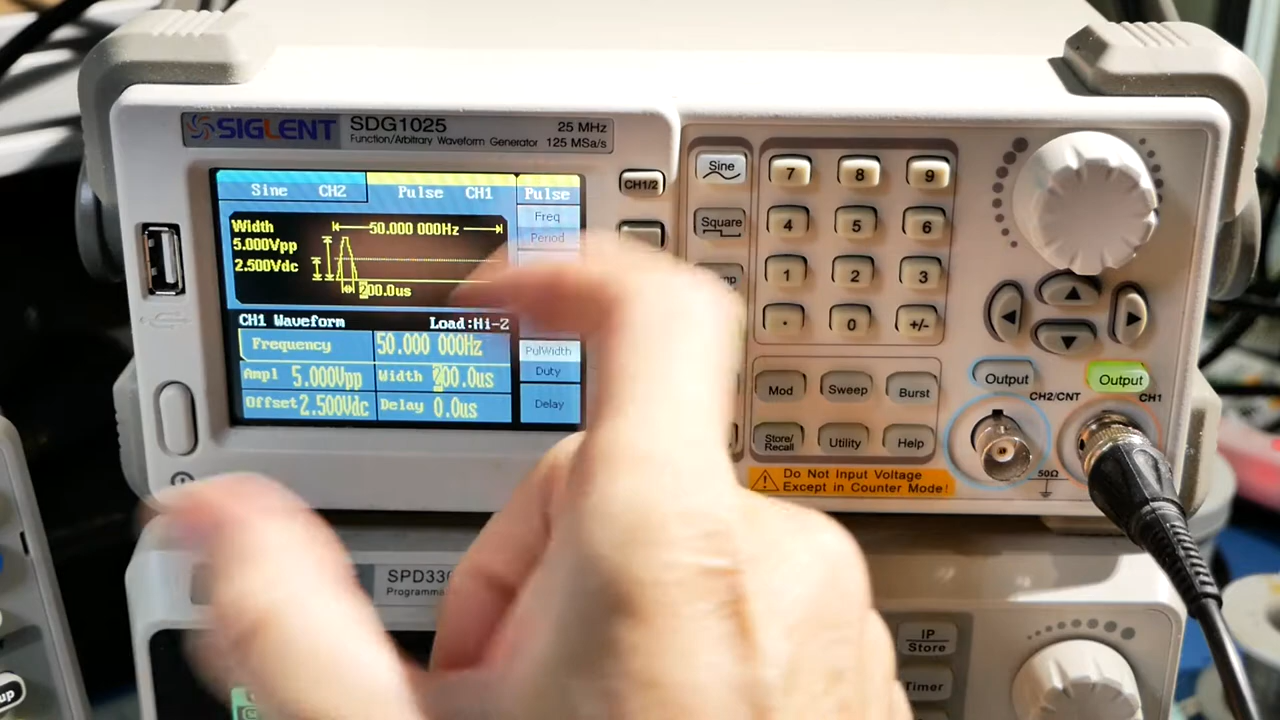 SIGLENT SDG1025 25 MHz
Function/Arbitrary Waveform Generator 125 MSa/s
Sine CH2 Pulse CH1 Pulse
Freq
Period
Width 50.000 000Hz
5.000Vpp
2.500Vdc
200.0us
CH1 Waveform Load:Hi-Z
Frequency 50.000 000Hz
Ampl 5.000Vpp Width 200.0us
Offset 2.500Vdc Delay 0.0us
PulWidth
Duty
Delay
CH1/2
Sine
Square
7 8 9
4 5 6
1 2 3
. 0 +/-
Mod Sweep Burst
Store/Recall Utility Help
Do Not Input Voltage
Except in Counter Mode!
Output Output
CH2/CNT CH1
50Ω
IP
Store
Timer